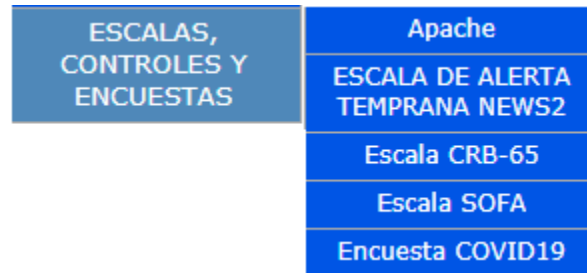 ESCALAS,
CONTROLES Y
ENCUESTAS
Apache
ESCALA DE ALERTA
TEMPRANA NEWS2
Escala CRB-65
Escala SOFA
Encuesta COVID19